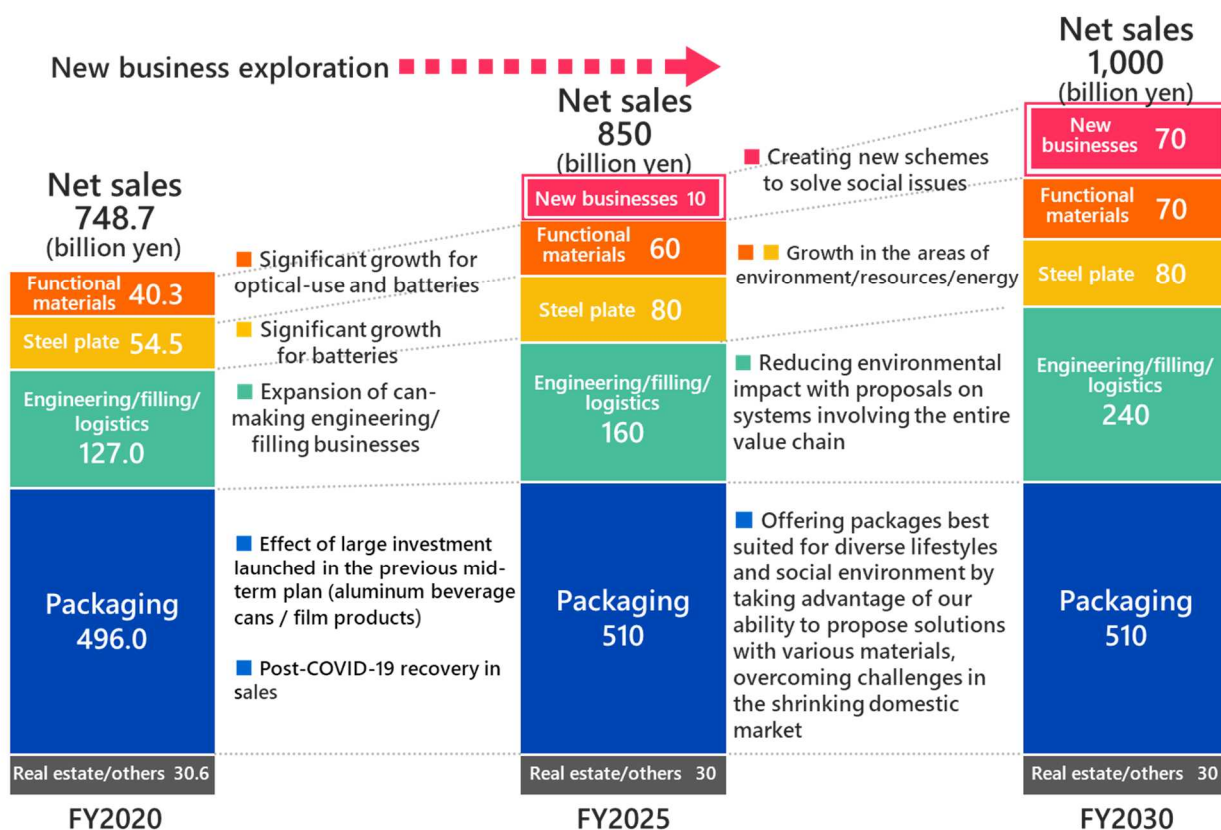 New business exploration
Net sales
748.7
(billion yen)
Functional
materials 40.3
Steel plate 54.5
Engineering/filling/
logistics
127.0
Packaging
496.0
Real estate/others 30.6
FY2020
Significant growth for
optical-use and batteries
Significant growth
for batteries
Expansion of can-
making engineering/
filling businesses
Effect of large investment
launched in the previous mid-
term plan (aluminum beverage
cans / film products)
Post-COVID-19 recovery in
sales
Net sales
850
(billion yen)
New businesses 10
Functional
materials 60
Steel plate 80
Engineering/filling/
logistics
160
Packaging
510
Real estate/others 30
FY2025
Creating new schemes
to solve social issues
Growth in the areas of
environment/resources/energy
Reducing environmental
impact with proposals on
systems involving the entire
value chain
Offering packages best
suited for diverse lifestyles
and social environment by
taking advantage of our
ability to propose solutions
with various materials,
overcoming challenges in
the shrinking domestic
market
Net sales
1,000
(billion yen)
New
businesses 70
Functional
materials 70
Steel plate 80
Engineering/filling/
logistics
240
Packaging
510
Real estate/others 30
FY2030